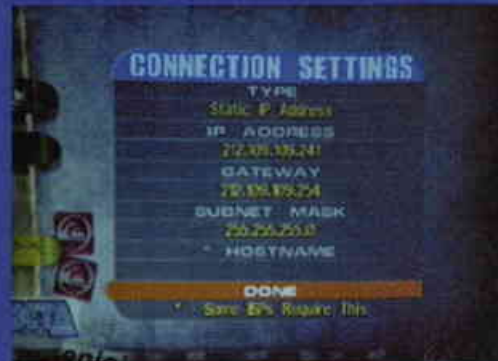 CONNECTION SETTINGS
TYPE
Static IP Address
IP ADDRESS
212.109.109.241
GATEWAY
212.109.109.254
SUBNET MASK
255.255.255.0
* HOSTNAME
DONE
* Some ISPs Require This